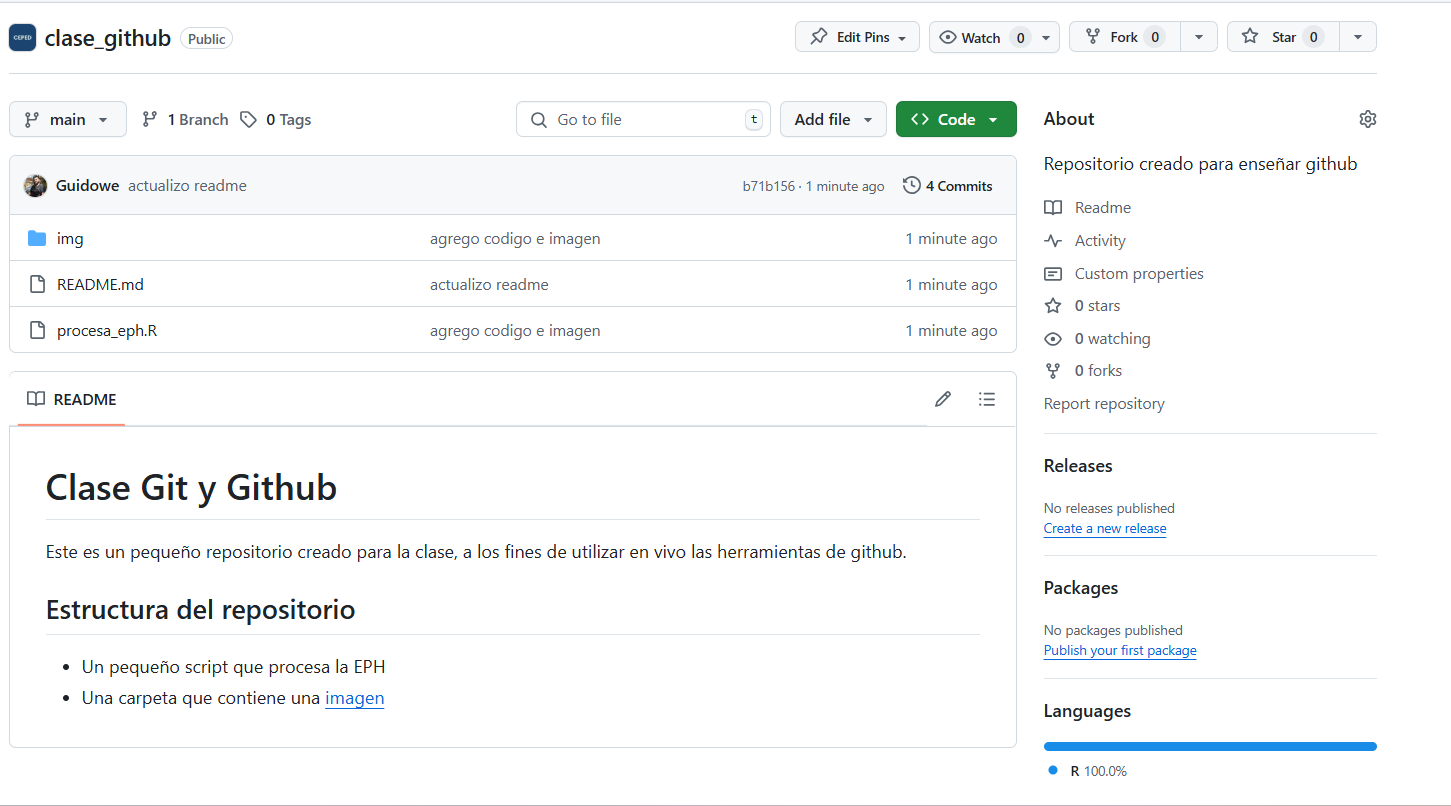 CEPED clase_github Public Edit Pins Watch 0 Fork 0 Star 0
main 1 Branch 0 Tags Go to file t Add file Code
Guidowe actualizo readme b71b156 · 1 minute ago 4 Commits
img agrego codigo e imagen 1 minute ago
README.md actualizo readme 1 minute ago
procesa_eph.R agrego codigo e imagen 1 minute ago
README
Clase Git y Github
Este es un pequeño repositorio creado para la clase, a los fines de utilizar en vivo las herramientas de github.
Estructura del repositorio
• Un pequeño script que procesa la EPH
• Una carpeta que contiene una imagen
About
Repositorio creado para enseñar github
Readme
Activity
Custom properties
0 stars
0 watching
0 forks
Report repository
Releases
No releases published
Create a new release
Packages
No packages published
Publish your first package
Languages
R 100.0%